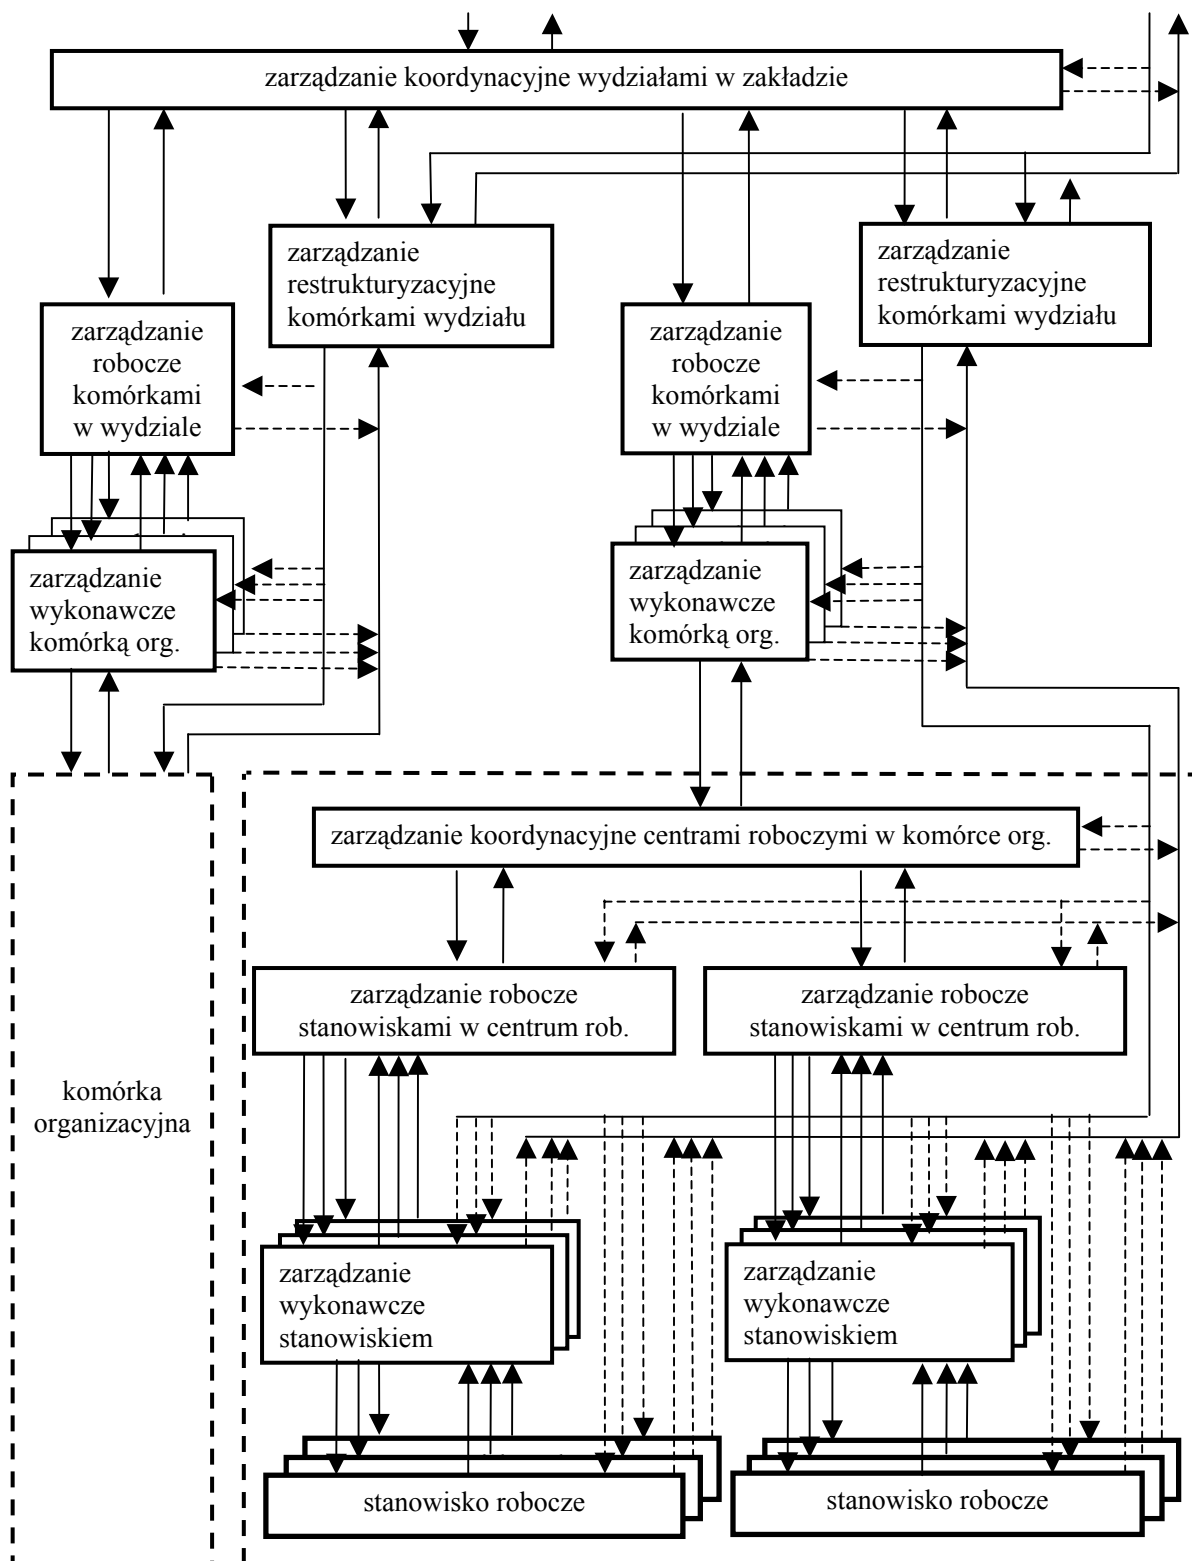 zarządzanie koordynacyjne wydziałami w zakładzie
zarządzanie
restrukturyzacyjne
komórkami wydziału
zarządzanie
restrukturyzacyjne
komórkami wydziału
zarządzanie
robocze
komórkami
w wydziale
zarządzanie
robocze
komórkami
w wydziale
zarządzanie
wykonawcze
komórką org.
zarządzanie
wykonawcze
komórką org.
zarządzanie koordynacyjne centrami roboczymi w komórce org.
zarządzanie robocze
stanowiskami w centrum rob.
zarządzanie robocze
stanowiskami w centrum rob.
komórka
organizacyjna
zarządzanie
wykonawcze
stanowiskiem
zarządzanie
wykonawcze
stanowiskiem
stanowisko robocze
stanowisko robocze